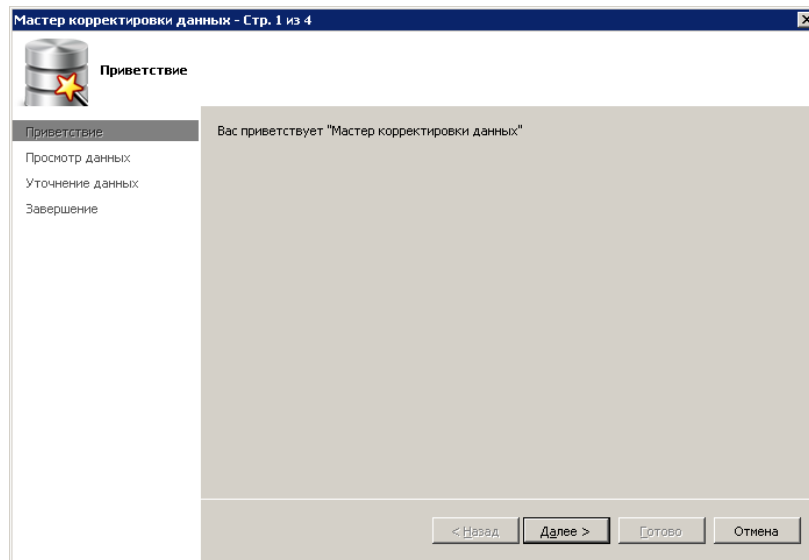 Мастер корректировки данных - Стр. 1 из 4
Приветствие
Приветствие
Просмотр данных
Уточнение данных
Завершение
Вас приветствует "Мастер корректировки данных"
< Назад
Далее >
Готово
Отмена